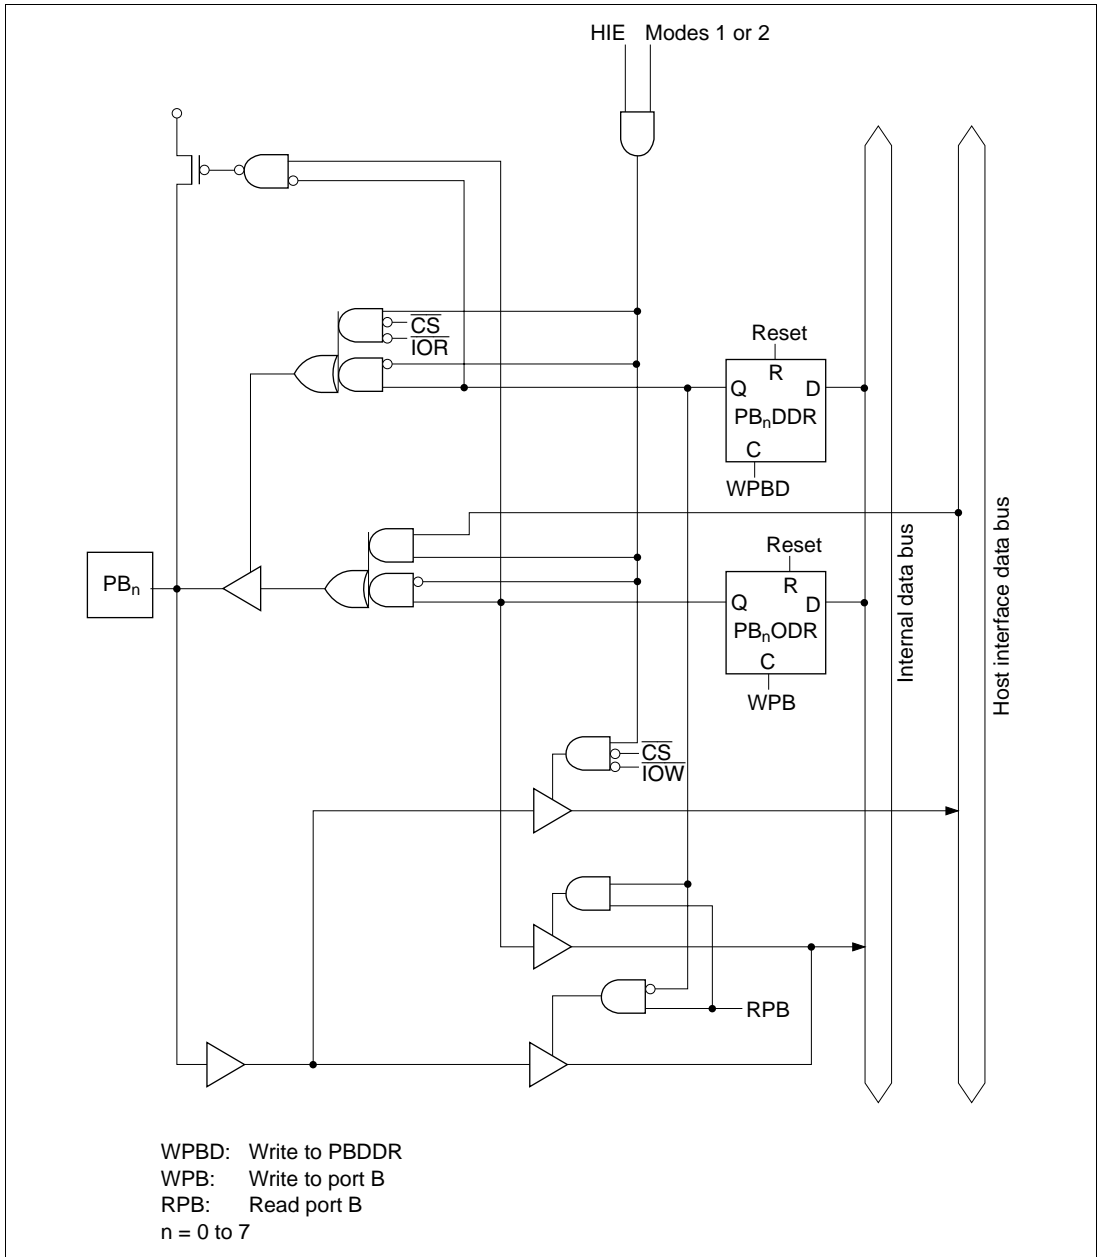 HIE Modes 1 or 2
CS
IOR
Reset
R
Q D
PBnDDR
C
WPBD
Reset
R
Q D
PBnODR
C
WPB
PBn
Internal data bus
Host interface data bus
CS
IOW
RPB
WPBD: Write to PBDDR
WPB: Write to port B
RPB: Read port B
n = 0 to 7